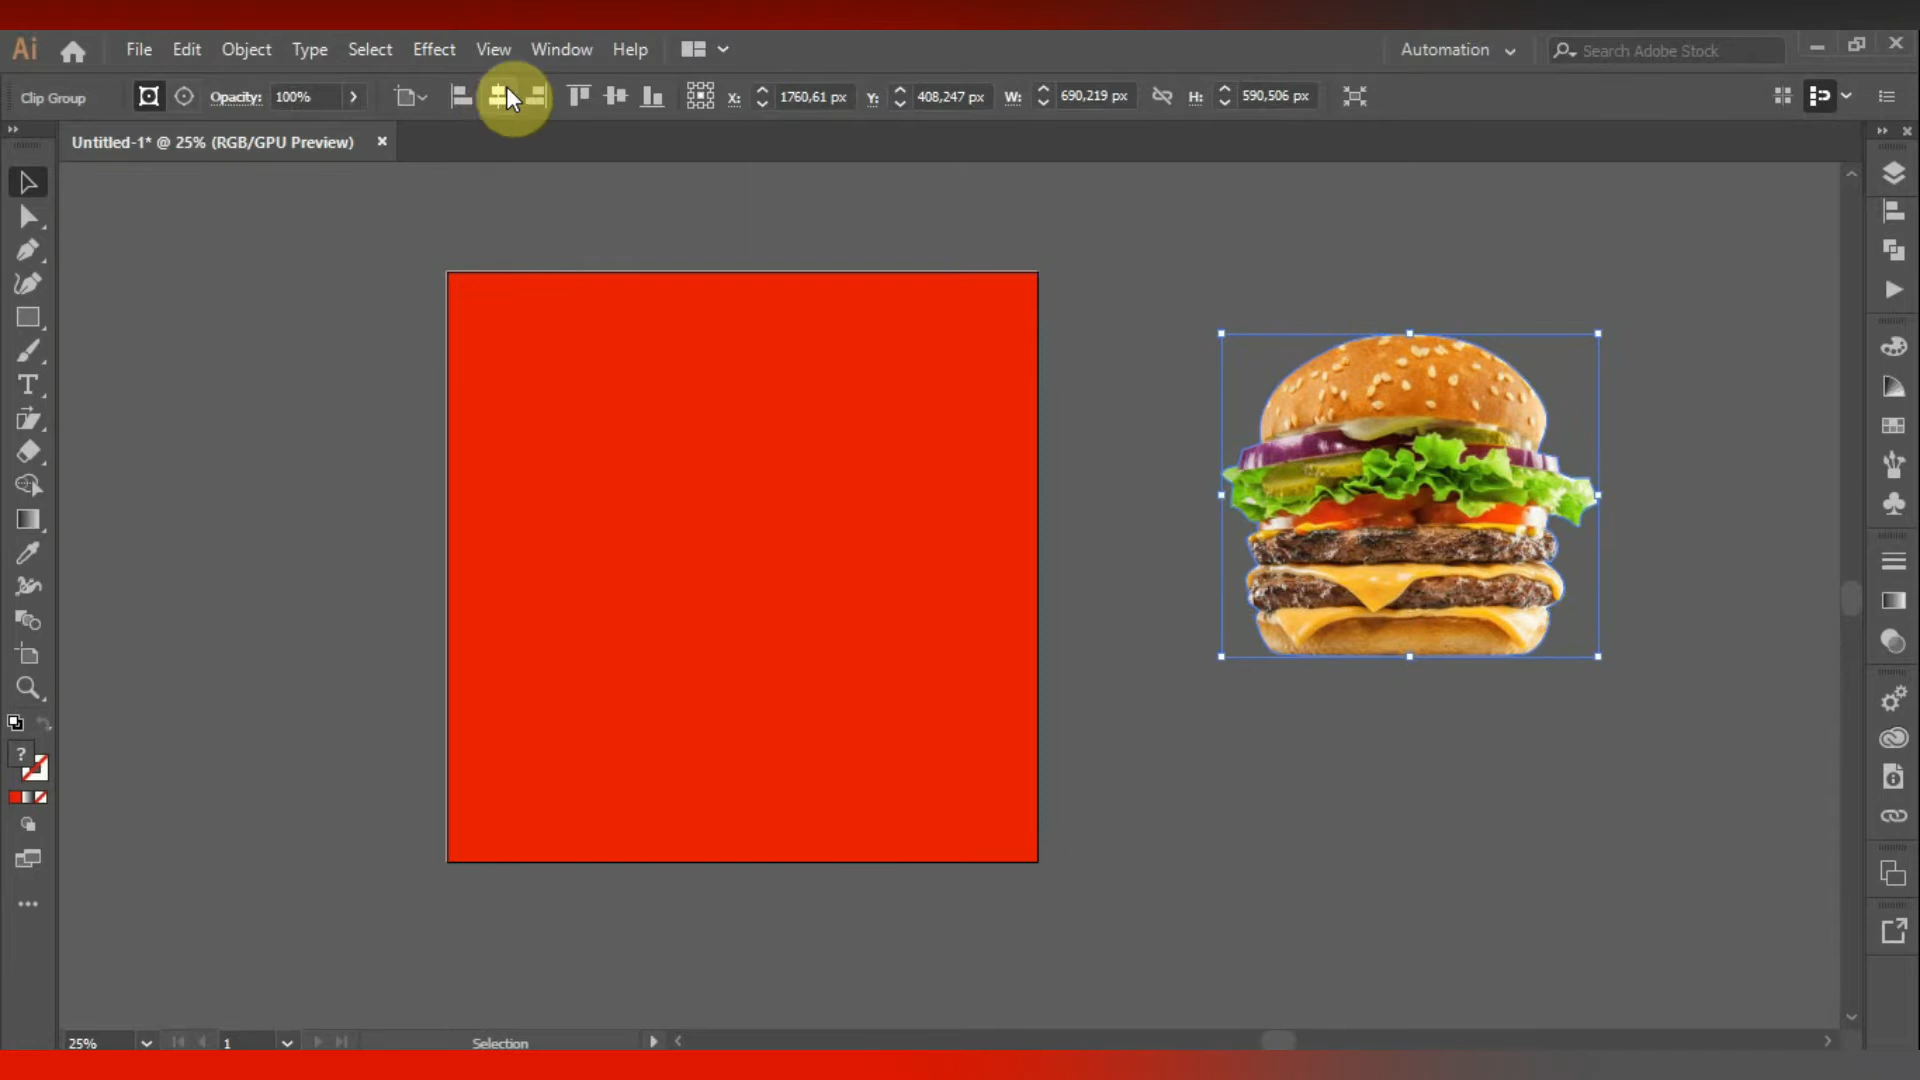 Ai File Edit Object Type Select Effect View Window Help Automation Search Adobe Stock
Clip Group Opacity: 100% X: 1760,61 px Y: 408,247 px W: 690,219 px H: 590,506 px
Untitled-1* @ 25% (RGB/GPU Preview)
T
?
25% 1 Selection